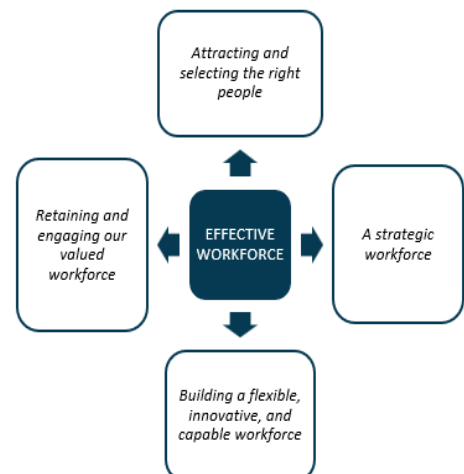 Attracting and
selecting the right
people
Retaining and
engaging our
valued
workforce
EFFECTIVE
WORKFORCE
A strategic
workforce
Building a flexible,
innovative, and
capable workforce